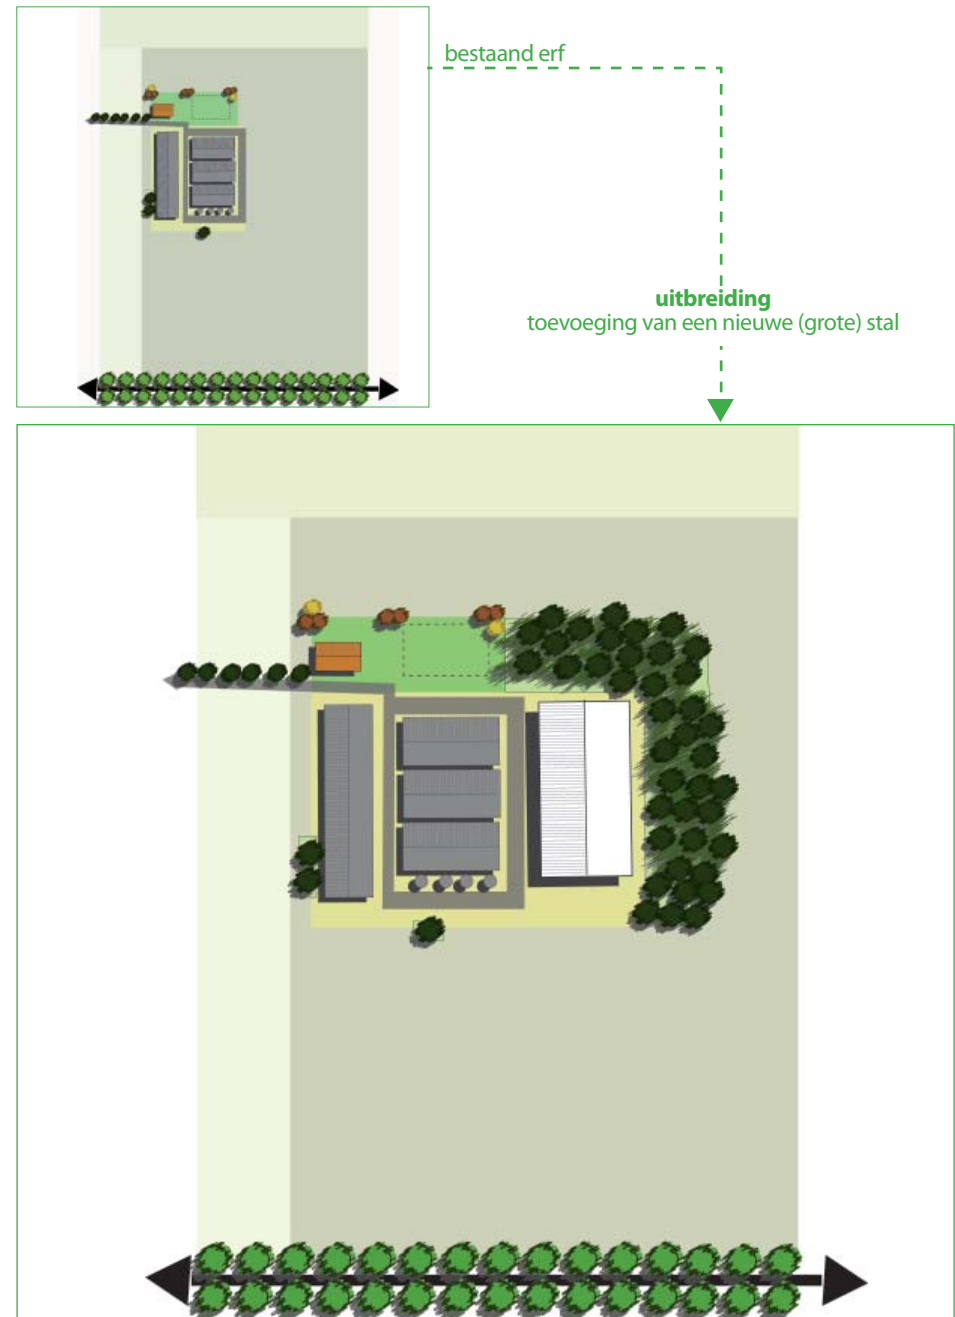 bestaand erf
uitbreiding
toevoeging van een nieuwe (grote) stal